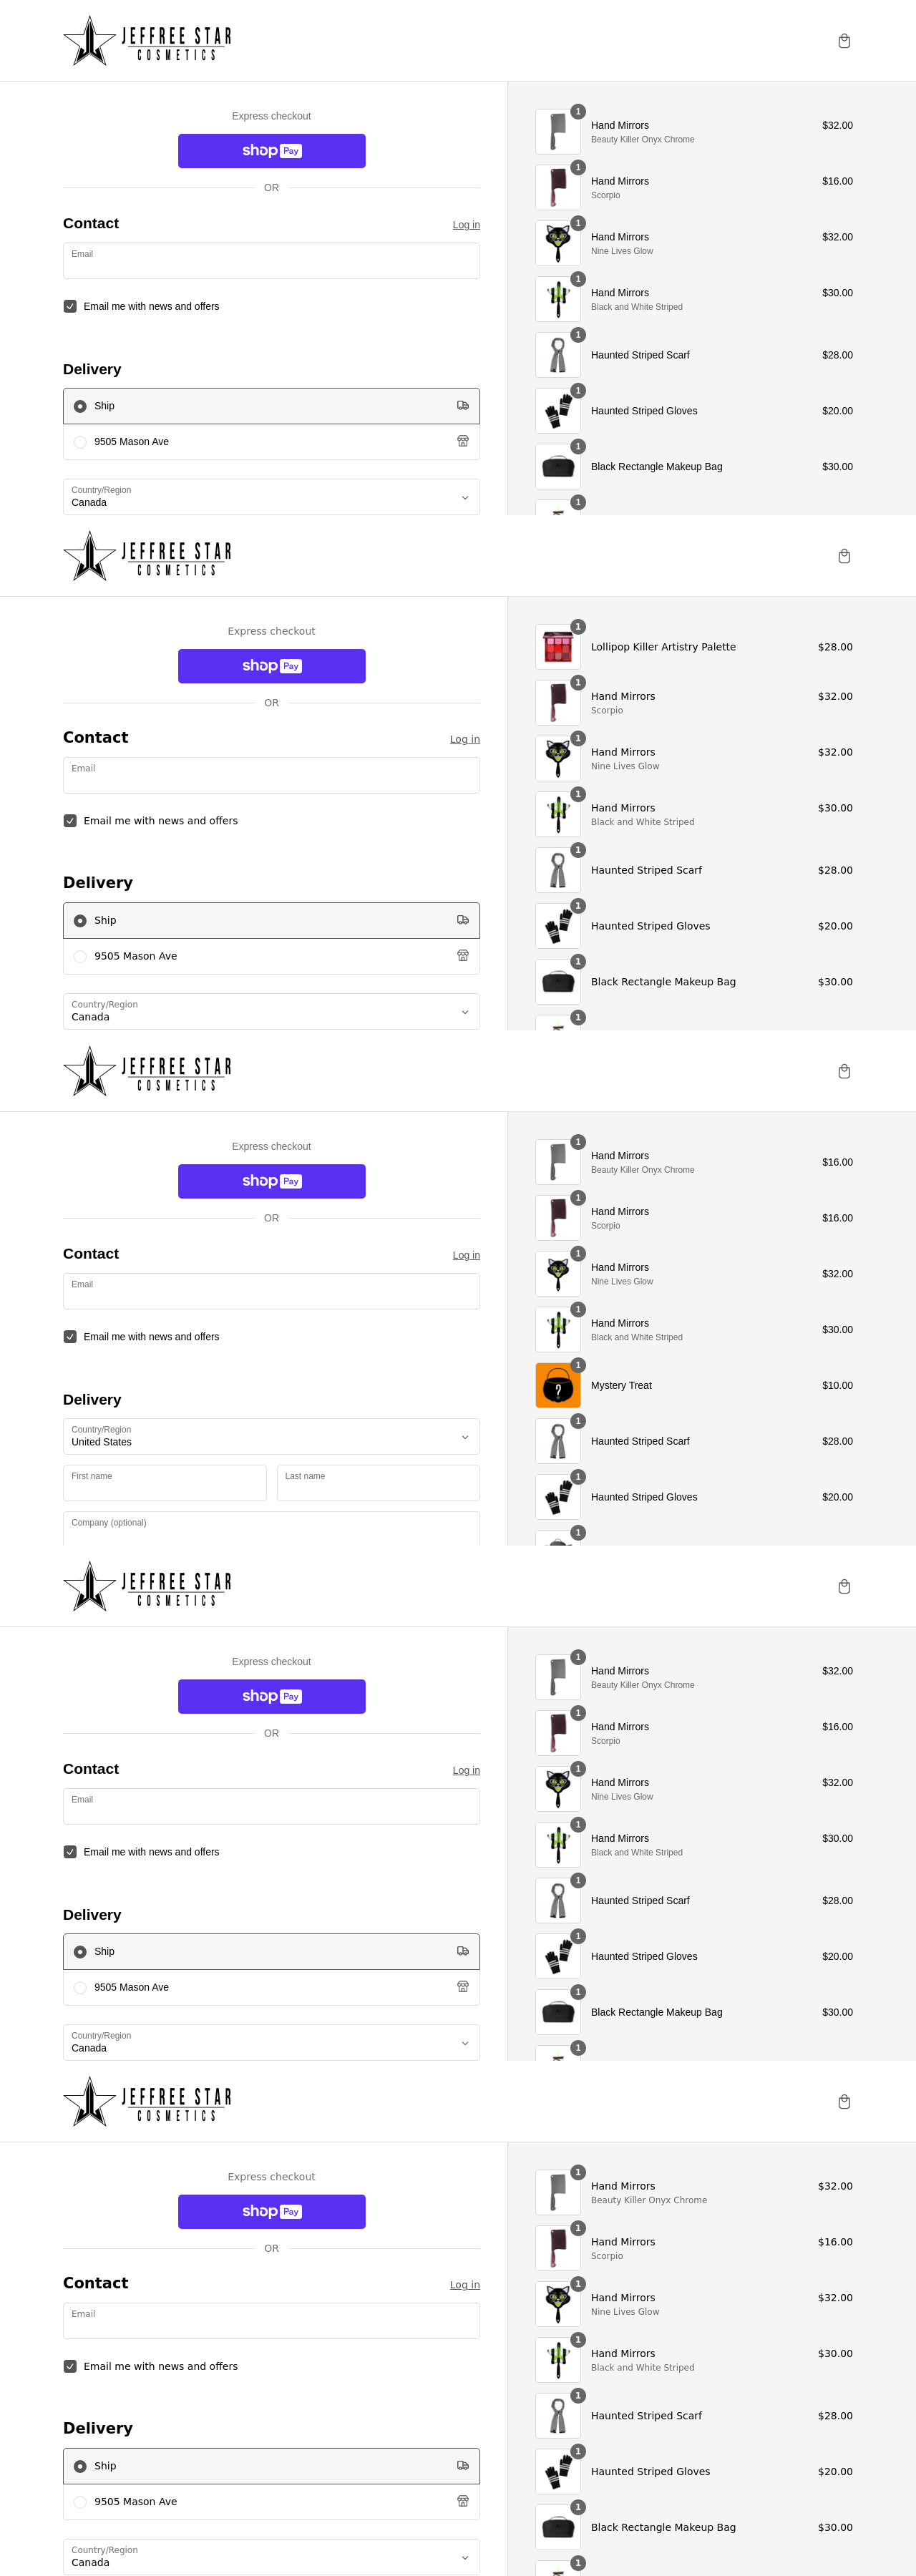 JEFFREE STAR
COSMETICS
Express checkout
shop Pay
OR
Contact
Log in
Email
Email me with news and offers
Delivery
Ship
9505 Mason Ave
Country/Region
Canada
1
Hand Mirrors
$32.00
Beauty Killer Onyx Chrome
1
Hand Mirrors
$16.00
Scorpio
1
Hand Mirrors
$32.00
Nine Lives Glow
1
Hand Mirrors
$30.00
Black and White Striped
1
Haunted Striped Scarf
$28.00
1
Haunted Striped Gloves
$20.00
1
Black Rectangle Makeup Bag
$30.00
1
JEFFREE STAR
COSMETICS
Express checkout
shop Pay
OR
Contact
Log in
Email
Email me with news and offers
Delivery
Ship
9505 Mason Ave
Country/Region
Canada
1
Lollipop Killer Artistry Palette
$28.00
1
Hand Mirrors
$32.00
Scorpio
1
Hand Mirrors
$32.00
Nine Lives Glow
1
Hand Mirrors
$30.00
Black and White Striped
1
Haunted Striped Scarf
$28.00
1
Haunted Striped Gloves
$20.00
1
Black Rectangle Makeup Bag
$30.00
1
JEFFREE STAR
COSMETICS
Express checkout
shop Pay
OR
Contact
Log in
Email
Email me with news and offers
Delivery
Country/Region
United States
First name
Last name
Company (optional)
1
Hand Mirrors
Beauty Killer Onyx Chrome
$16.00
1
Hand Mirrors
Scorpio
$16.00
1
Hand Mirrors
Nine Lives Glow
$32.00
1
Hand Mirrors
Black and White Striped
$30.00
1
?
Mystery Treat
$10.00
1
Haunted Striped Scarf
$28.00
1
Haunted Striped Gloves
$20.00
1
JEFFREE STAR
COSMETICS
Express checkout
shop Pay
OR
Contact
Log in
Email
Email me with news and offers
Delivery
Ship
9505 Mason Ave
Country/Region
Canada
1
Hand Mirrors
$32.00
Beauty Killer Onyx Chrome
1
Hand Mirrors
$16.00
Scorpio
1
Hand Mirrors
$32.00
Nine Lives Glow
1
Hand Mirrors
$30.00
Black and White Striped
1
Haunted Striped Scarf
$28.00
1
Haunted Striped Gloves
$20.00
1
Black Rectangle Makeup Bag
$30.00
1
JEFFREE STAR
COSMETICS
Express checkout
shop Pay
OR
Contact
Log in
Email
Email me with news and offers
Delivery
Ship
9505 Mason Ave
Country/Region
Canada
1
Hand Mirrors
$32.00
Beauty Killer Onyx Chrome
1
Hand Mirrors
$16.00
Scorpio
1
Hand Mirrors
$32.00
Nine Lives Glow
1
Hand Mirrors
$30.00
Black and White Striped
1
Haunted Striped Scarf
$28.00
1
Haunted Striped Gloves
$20.00
1
Black Rectangle Makeup Bag
$30.00
1